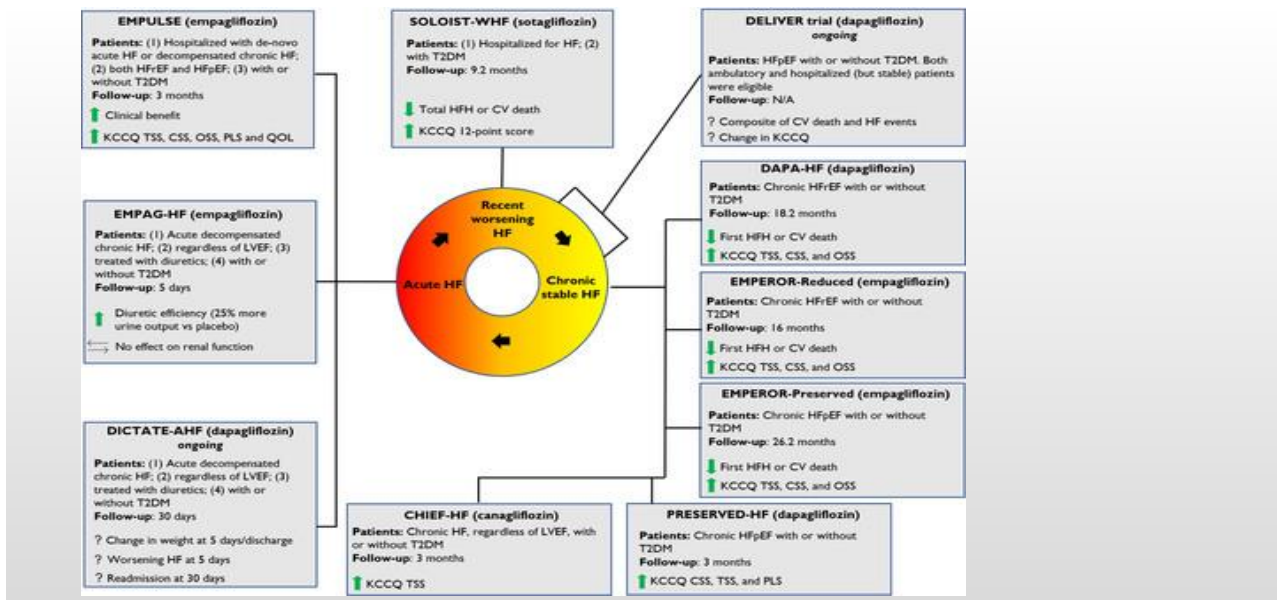 EMPULSE (empagliflozin)
Patients: (1) Hospitalized with de-novo
acute HF or decompensated chronic HF;
(2) both HFrEF and HFpEF; (3) with or
without T2DM
Follow-up: 3 months
Clinical benefit
KCCQ TSS, CSS, OSS, PLS and QOL
SOLOIST-WHF (sotagliflozin)
Patients: (1) Hospitalized for HF; (2)
with T2DM
Follow-up: 9.2 months
Total HFH or CV death
KCCQ 12-point score
DELIVER trial (dapagliflozin)
ongoing
Patients: HFpEF with or without T2DM. Both
ambulatory and hospitalized (but stable) patients
were eligible
Follow-up: N/A
? Composite of CV death and HF events
? Change in KCCQ
EMPAG-HF (empagliflozin)
Patients: (1) Acute decompensated
chronic HF; (2) regardless of LVEF; (3)
treated with diuretics; (4) with or
without T2DM
Follow-up: 5 days
Diuretic efficiency (25% more
urine output vs placebo)
No effect on renal function
Recent
worsening
HF
Acute HF
Chronic
stable HF
DAPA-HF (dapagliflozin)
Patients: Chronic HFrEF with or without
T2DM
Follow-up: 18.2 months
First HFH or CV death
KCCQ TSS, CSS, and OSS
EMPEROR-Reduced (empagliflozin)
Patients: Chronic HFrEF with or without
T2DM
Follow-up: 16 months
First HFH or CV death
KCCQ TSS, CSS, and OSS
EMPEROR-Preserved (empagliflozin)
Patients: Chronic HFpEF with or without
T2DM
Follow-up: 26.2 months
First HFH or CV death
KCCQ TSS, CSS, and OSS
DICTATE-AHF (dapagliflozin)
ongoing
Patients: (1) Acute decompensated
chronic HF; (2) regardless of LVEF; (3)
treated with diuretics; (4) with or
without T2DM
Follow-up: 30 days
? Change in weight at 5 days/discharge
? Worsening HF at 5 days
? Readmission at 30 days
CHIEF-HF (canagliflozin)
Patients: Chronic HF, regardless of LVEF, with
or without T2DM
Follow-up: 3 months
KCCQ TSS
PRESERVED-HF (dapagliflozin)
Patients: Chronic HFpEF with or without
T2DM
Follow-up: 3 months
KCCQ CSS, TSS, and PLS